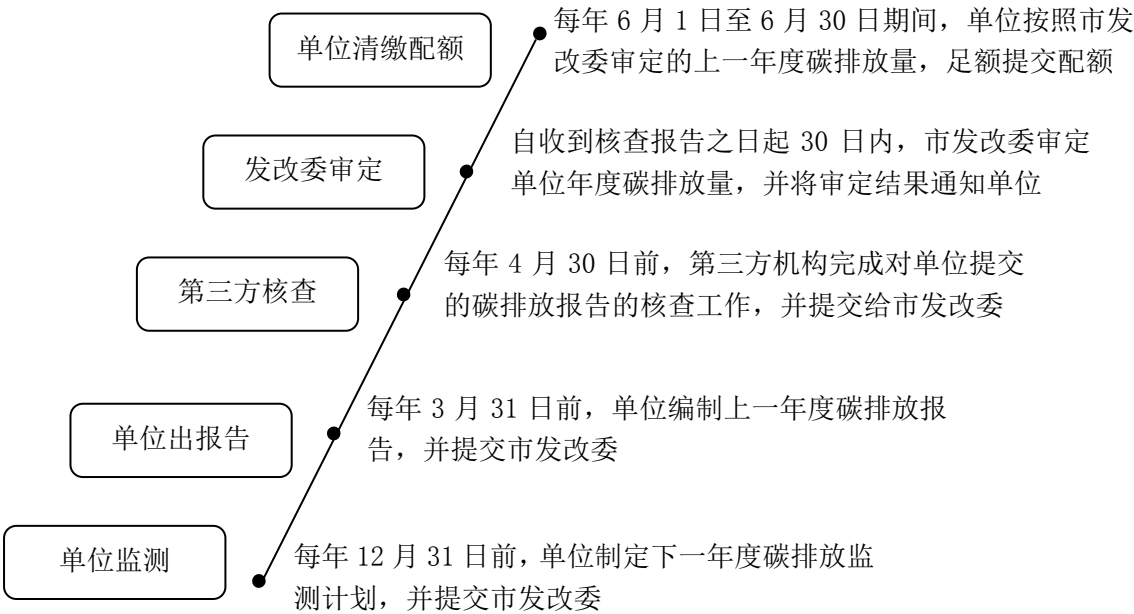 单位清缴配额
每年 6 月 1 日至 6 月 30 日期间，单位按照市发
改委审定的上一年度碳排放量，足额提交配额
发改委审定
自收到核查报告之日起 30 日内，市发改委审定
单位年度碳排放量，并将审定结果通知单位
第三方核查
每年 4 月 30 日前，第三方机构完成对单位提交
的碳排放报告的核查工作，并提交给市发改委
单位出报告
每年 3 月 31 日前，单位编制上一年度碳排放报
告，并提交市发改委
单位监测
每年 12 月 31 日前，单位制定下一年度碳排放监
测计划，并提交市发改委